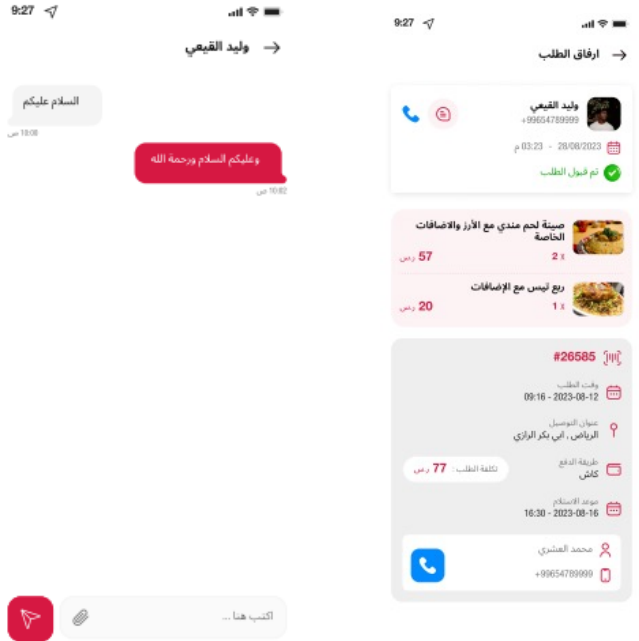 9:27
وليد القيعي
السلام عليكم
10:00 ص
وعليكم السلام ورحمة الله
10:02 ص
اكتب هنا ...
9:27
ارفاق الطلب
وليد القيعي
+99654789999
28/08/2023 - 03:23 م
تم قبول الطلب
صينة لحم مندي مع الأرز والاضافات
الخاصة
x 2
57 ر.س
ربع تيس مع الإضافات
x 1
20 ر.س
#26585
وقت الطلب
09:16 - 2023-08-12
عنوان التوصيل
الرياض , ابي بكر الرازي
طريقة الدفع
كاش
تكلفة الطلب : 77 ر.س
موعد الاستلام
16:30 - 2023-08-16
محمد العشري
+99654789999